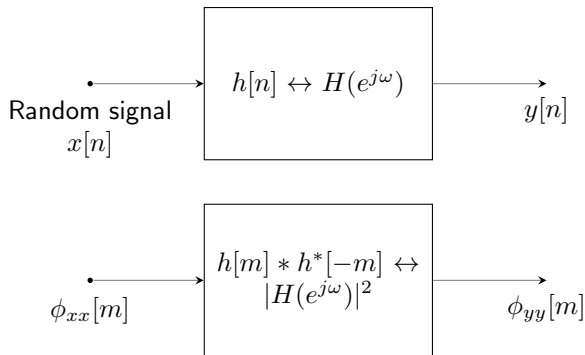 h[n] ↔ H(e^{jω})
Random signal
x[n]
y[n]
h[m] ∗ h*[−m] ↔
|H(e^{jω})|²
ϕ_{xx}[m]
ϕ_{yy}[m]